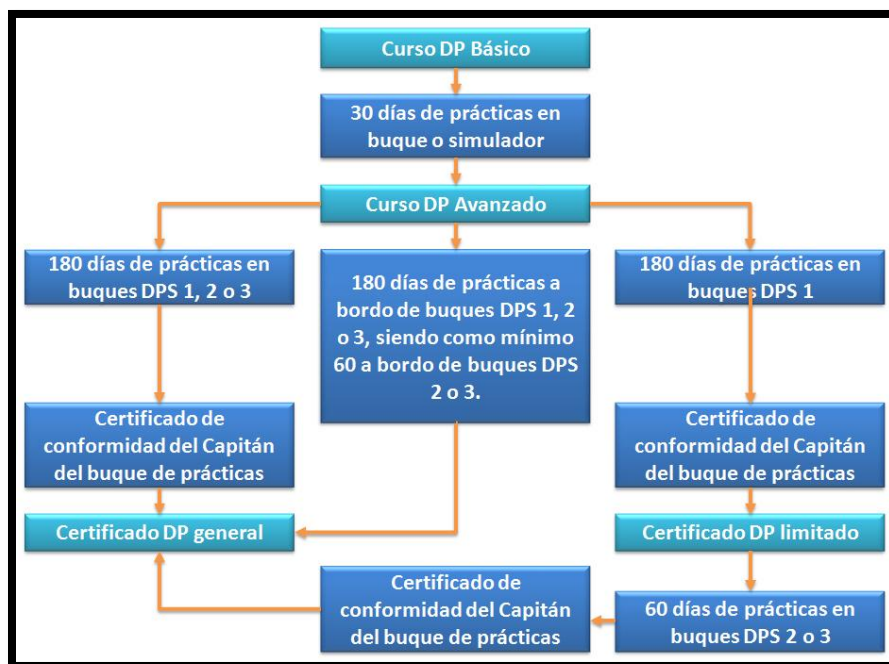 Curso DP Básico
30 días de prácticas en
buque o simulador
Curso DP Avanzado
180 días de prácticas en
buques DPS 1, 2 o 3
180 días de prácticas a
bordo de buques DPS 1, 2
o 3, siendo como mínimo
60 a bordo de buques DPS
2 o 3.
180 días de prácticas en
buques DPS 1
Certificado de
conformidad del Capitán
del buque de prácticas
Certificado de
conformidad del Capitán
del buque de prácticas
Certificado DP general
Certificado DP limitado
Certificado de
conformidad del Capitán
del buque de prácticas
60 días de prácticas en
buques DPS 2 o 3